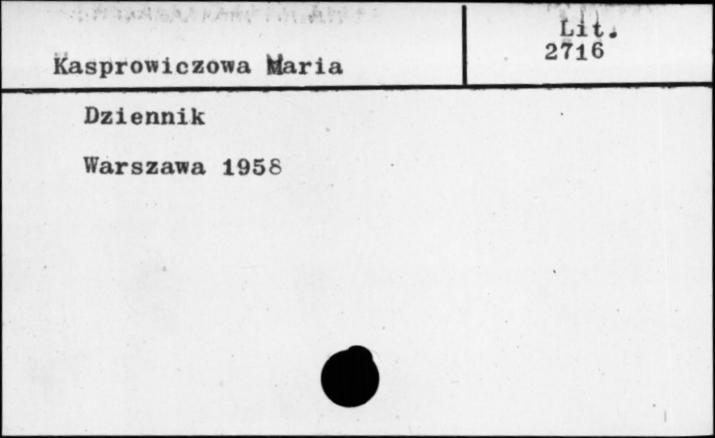 Kasprowiczowa Maria
Lit.
2716
Dziennik
Warszawa 1958